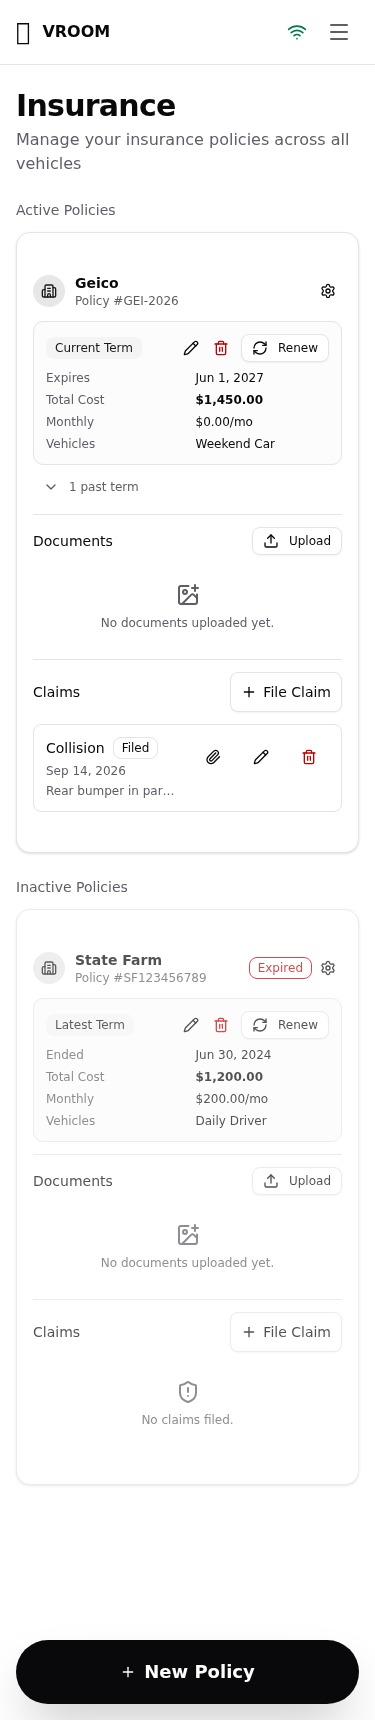 VROOM
Insurance
Manage your insurance policies across all
vehicles
Active Policies
Geico
Policy #GEI-2026
Current Term
Renew
Expires Jun 1, 2027
Total Cost $1,450.00
Monthly $0.00/mo
Vehicles Weekend Car
1 past term
Documents
Upload
No documents uploaded yet.
Claims
File Claim
Collision Filed
Sep 14, 2026
Rear bumper in par...
Inactive Policies
State Farm
Policy #SF123456789
Expired
Latest Term
Renew
Ended Jun 30, 2024
Total Cost $1,200.00
Monthly $200.00/mo
Vehicles Daily Driver
Documents
Upload
No documents uploaded yet.
Claims
File Claim
No claims filed.
+ New Policy